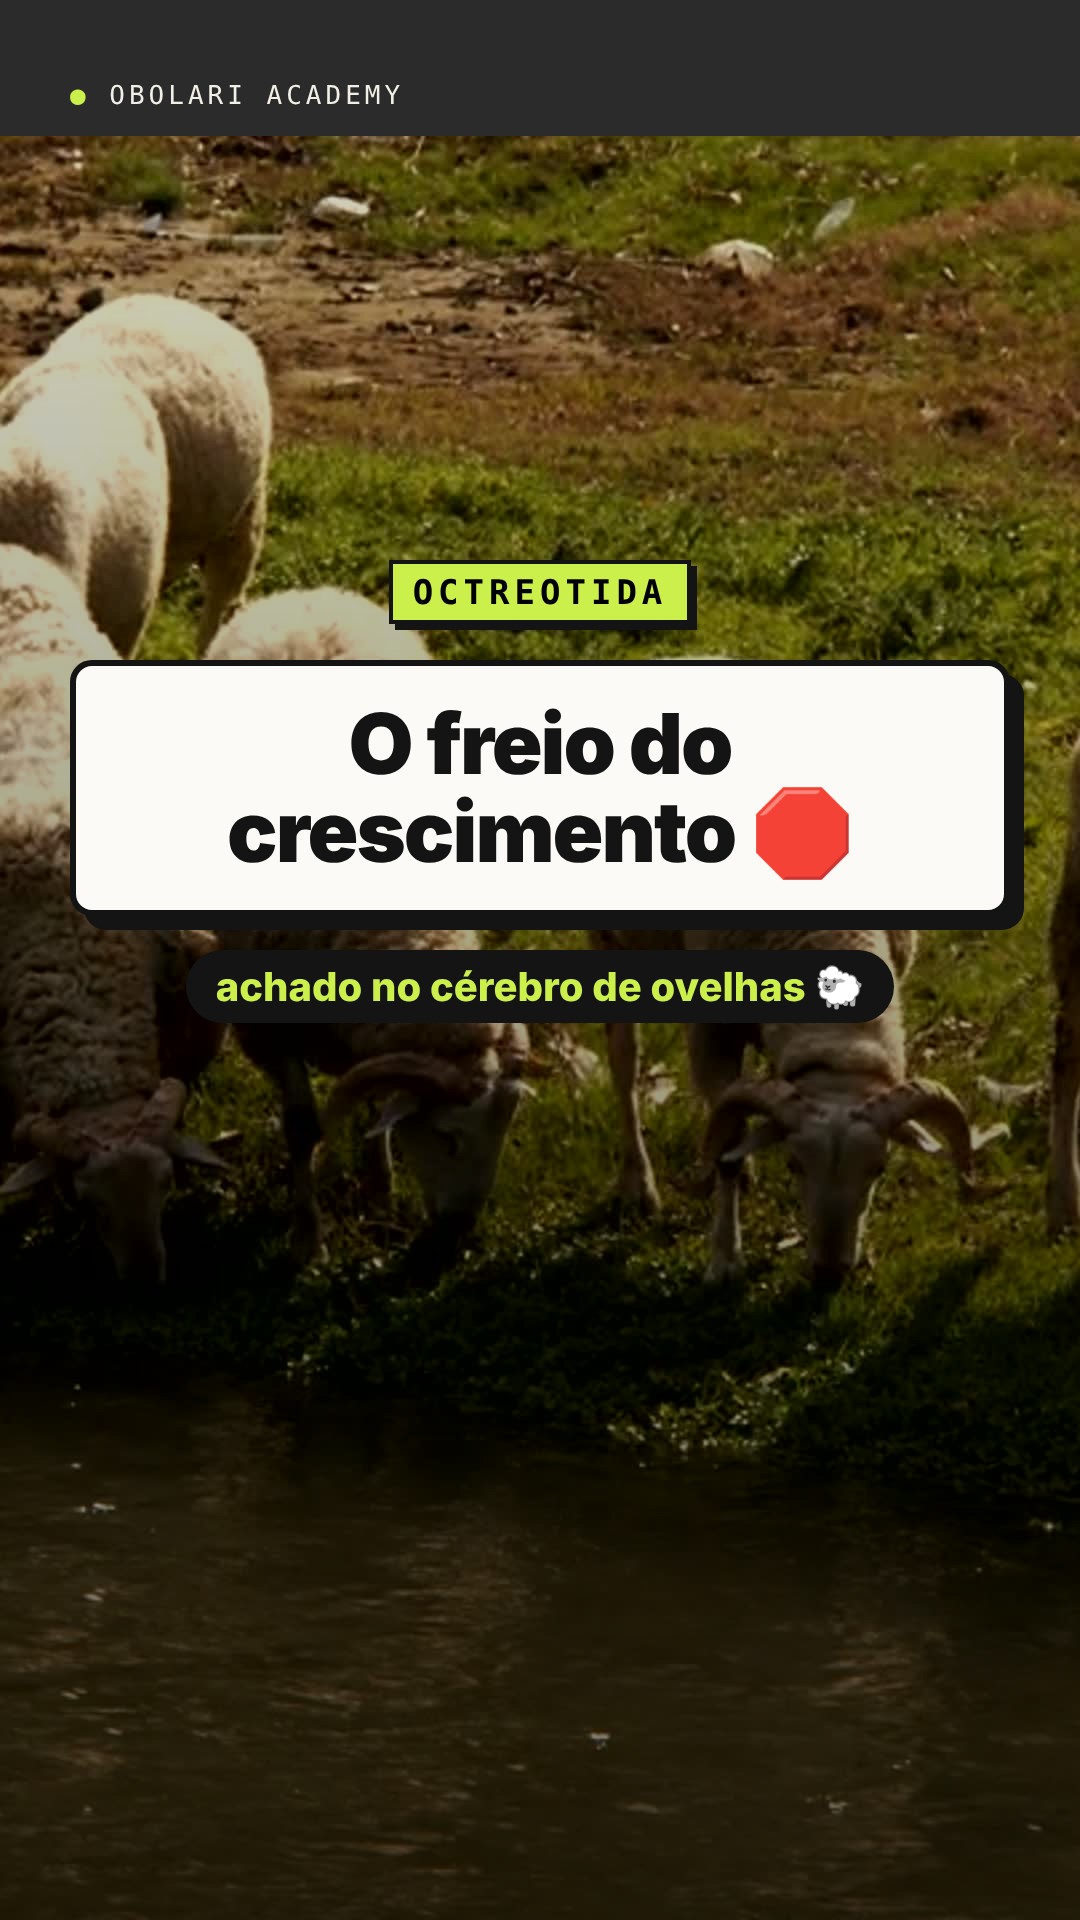 OBOLARI ACADEMY
OCTREOTIDA
O freio do
crescimento 🛑
achado no cérebro de ovelhas 🐑